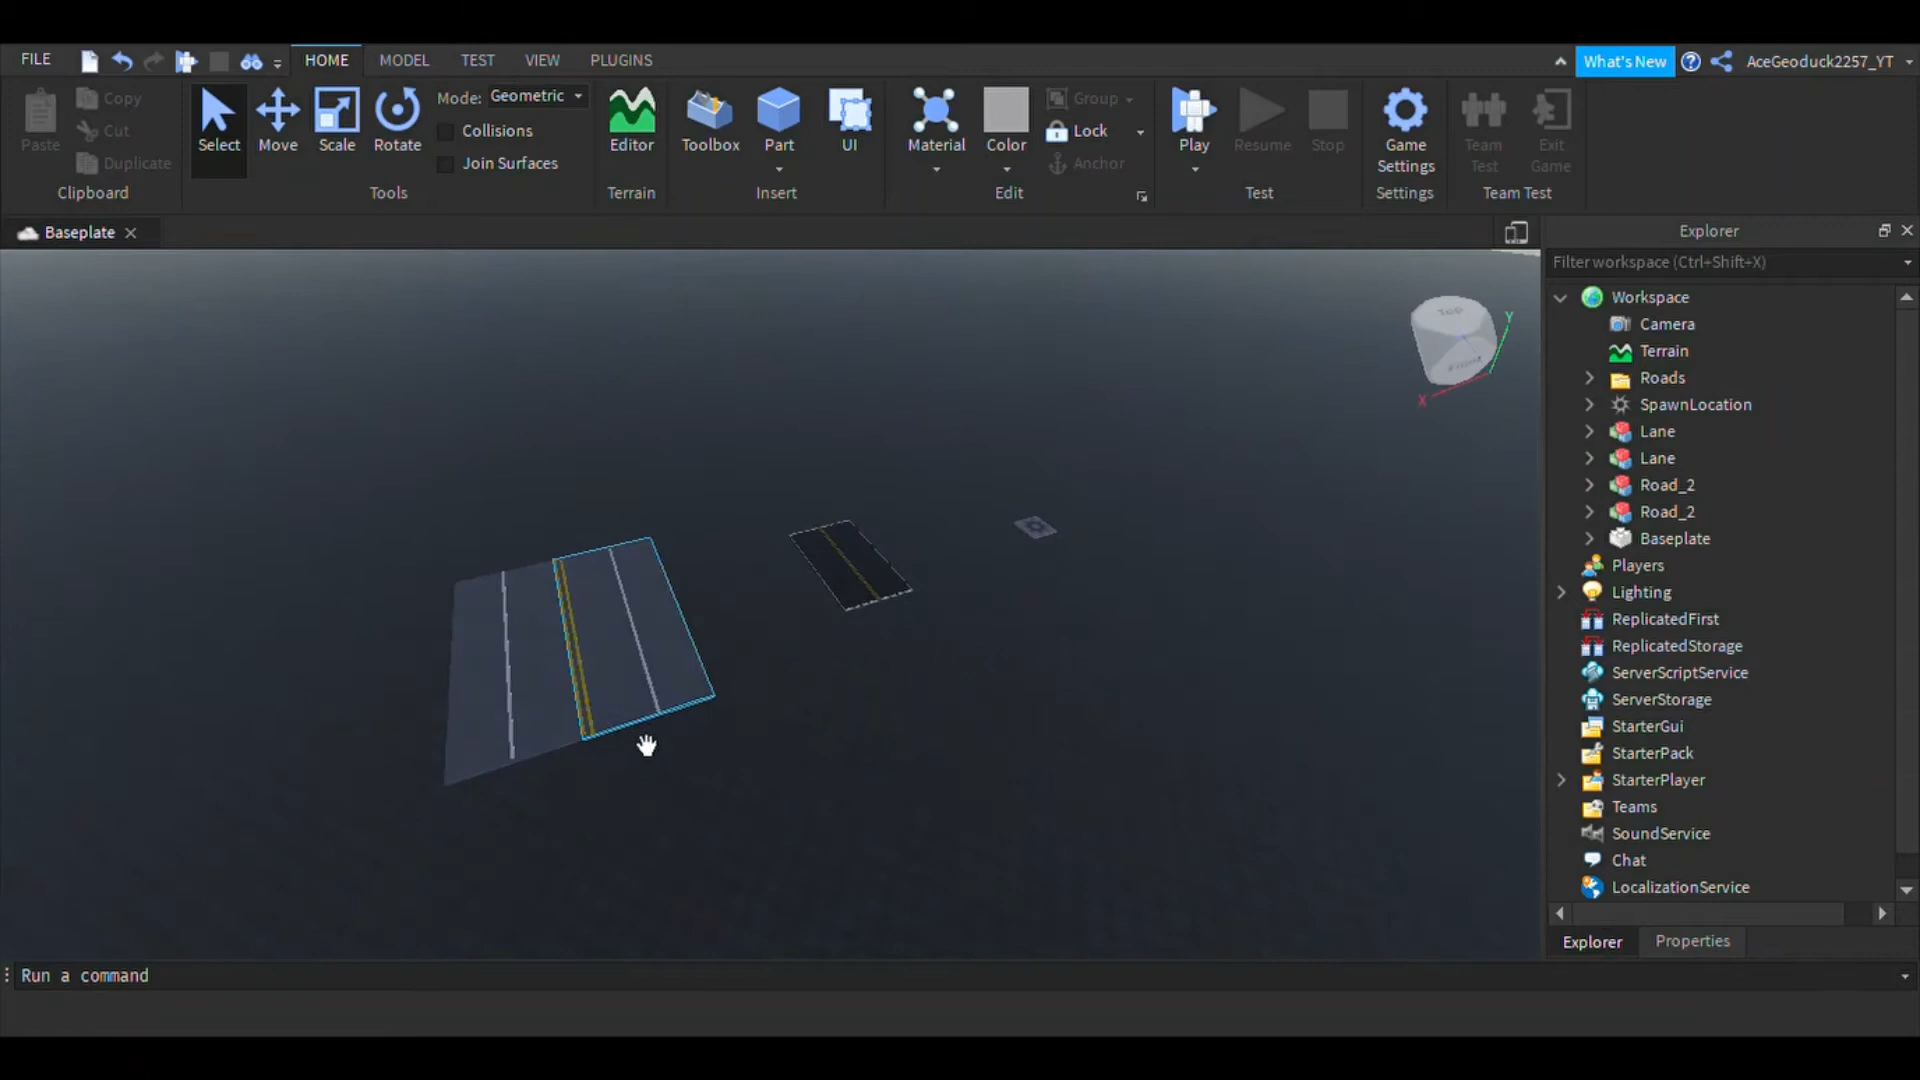 FILE
HOME
MODEL
TEST
VIEW
PLUGINS
What's New
AceGeoduck2257_YT
Paste
Copy
Cut
Duplicate
Clipboard
Select
Move
Scale
Rotate
Mode: Geometric
Collisions
Join Surfaces
Tools
Editor
Terrain
Toolbox
Part
UI
Insert
Material
Color
Group
Lock
Anchor
Edit
Play
Resume
Stop
Test
Game Settings
Settings
Team Test
Exit Game
Team Test
Baseplate
Top
Y
X
Explorer
Filter workspace (Ctrl+Shift+X)
Workspace
Camera
Terrain
Roads
SpawnLocation
Lane
Lane
Road_2
Road_2
Baseplate
Players
Lighting
ReplicatedFirst
ReplicatedStorage
ServerScriptService
ServerStorage
StarterGui
StarterPack
StarterPlayer
Teams
SoundService
Chat
LocalizationService
Explorer
Properties
Run a command